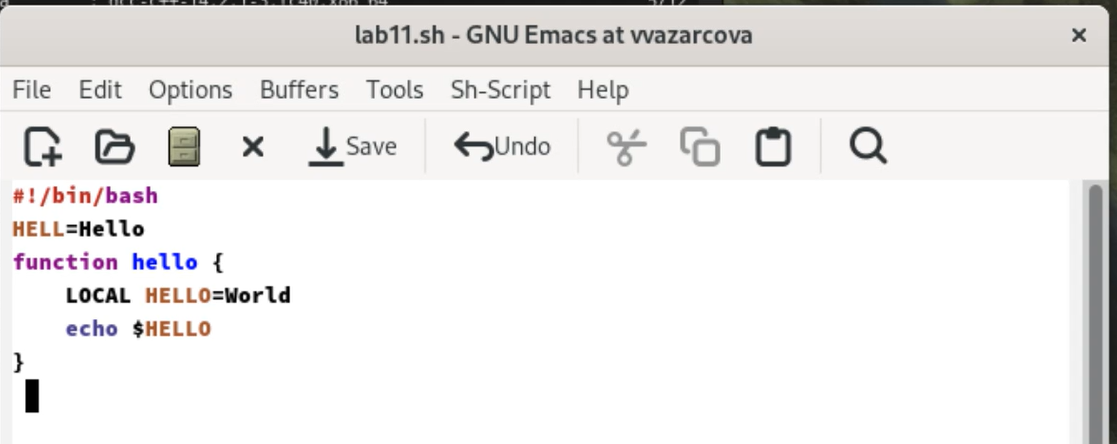 lab11.sh - GNU Emacs at vvazarcova
File Edit Options Buffers Tools Sh-Script Help
Save Undo
#!/bin/bash
HELL=Hello
function hello {
    LOCAL HELLO=World
    echo $HELLO
}